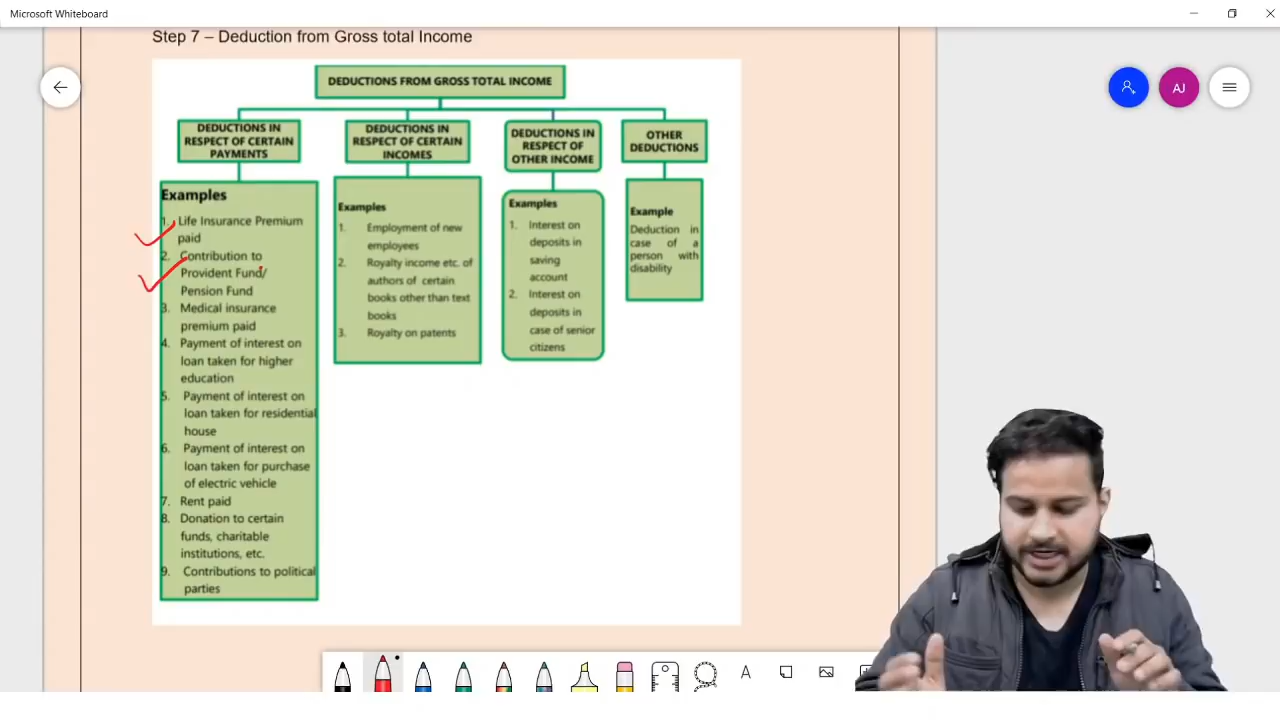 Microsoft Whiteboard
Step 7 – Deduction from Gross total Income
AJ
DEDUCTIONS FROM GROSS TOTAL INCOME
DEDUCTIONS IN
RESPECT OF CERTAIN
PAYMENTS
Examples
1. Life Insurance Premium
paid
2. Contribution to
Provident Fund/
Pension Fund
3. Medical insurance
premium paid
4. Payment of interest on
loan taken for higher
education
5. Payment of interest on
loan taken for residential
house
6. Payment of interest on
loan taken for purchase
of electric vehicle
7. Rent paid
8. Donation to certain
funds, charitable
institutions, etc.
9. Contributions to political
parties
DEDUCTIONS IN
RESPECT OF CERTAIN
INCOMES
Examples
1. Employment of new
employees
2. Royalty income etc. of
authors of certain
books other than text
books
3. Royalty on patents
DEDUCTIONS IN
RESPECT OF
OTHER INCOME
Examples
1. Interest on
deposits in
saving
account
2. Interest on
deposits in
case of senior
citizens
OTHER
DEDUCTIONS
Example
Deduction in
case of a
person with
disability
A